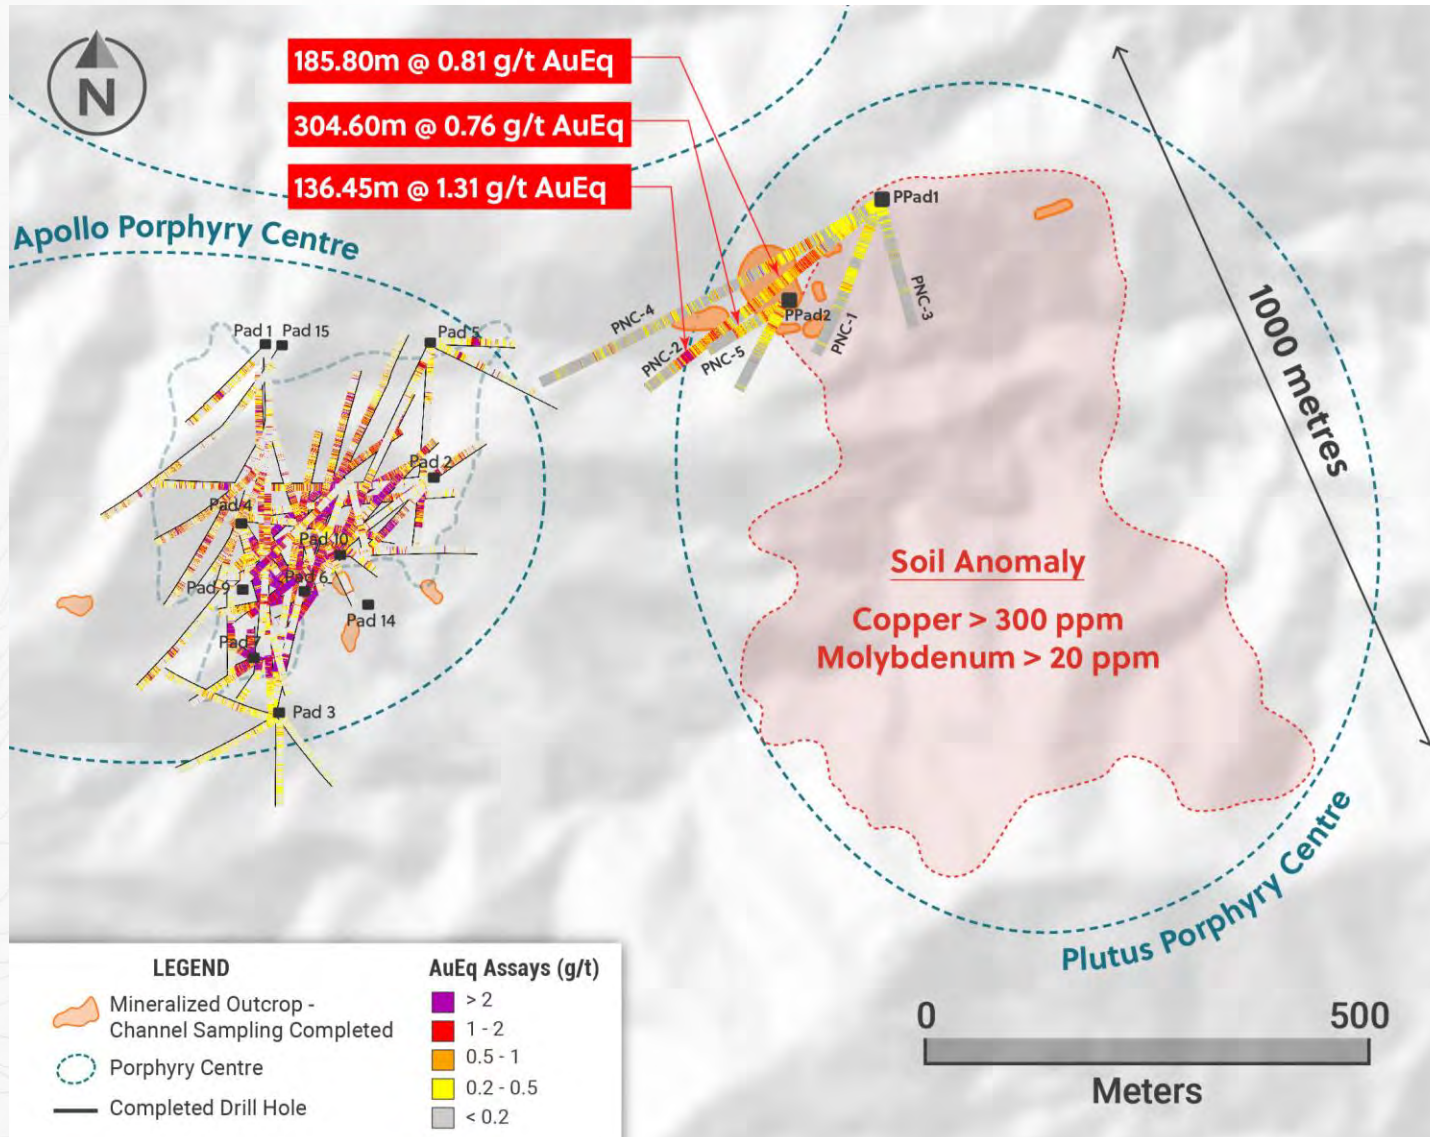 N
185.80m @ 0.81 g/t AuEq
304.60m @ 0.76 g/t AuEq
136.45m @ 1.31 g/t AuEq
Apollo Porphyry Centre
PPad1
PPad2
PNC-4
PNC-2
PNC-5
PNC-1
PNC-3
1000 metres
Pad 1
Pad 15
Pad 5
Pad 2
Pad 4
Pad 10
Pad 9
Pad 6
Pad 14
Pad 7
Pad 3
Soil Anomaly
Copper > 300 ppm
Molybdenum > 20 ppm
Plutus Porphyry Centre
LEGEND
Mineralized Outcrop -
Channel Sampling Completed
Porphyry Centre
Completed Drill Hole
AuEq Assays (g/t)
> 2
1 - 2
0.5 - 1
0.2 - 0.5
< 0.2
0 500
Meters